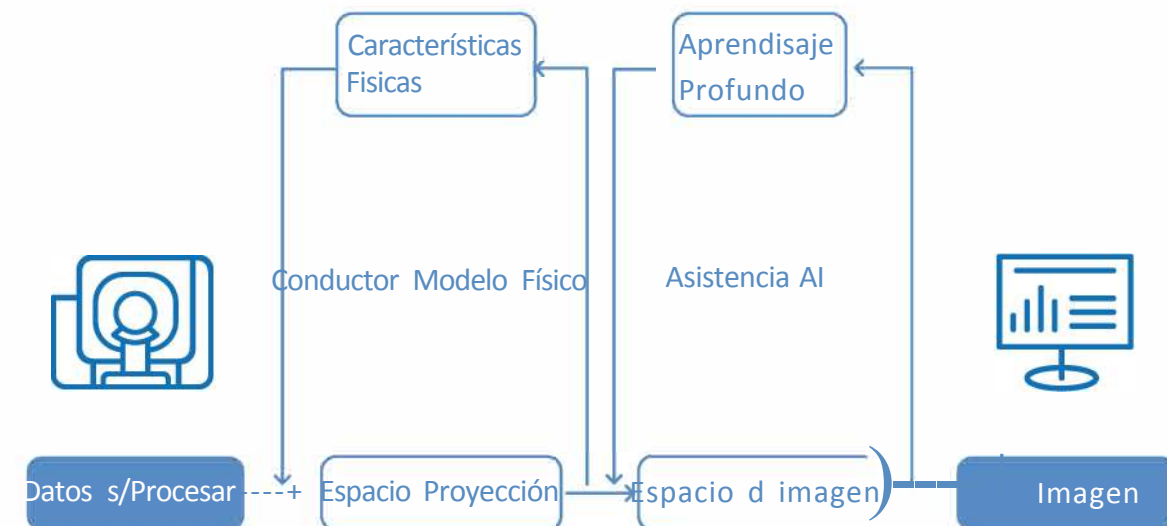 Características
Fisicas
Aprendisaje
Profundo
Conductor Modelo Físico
Asistencia AI
Datos s/Procesar
Espacio Proyección
Espacio d imagen
Imagen